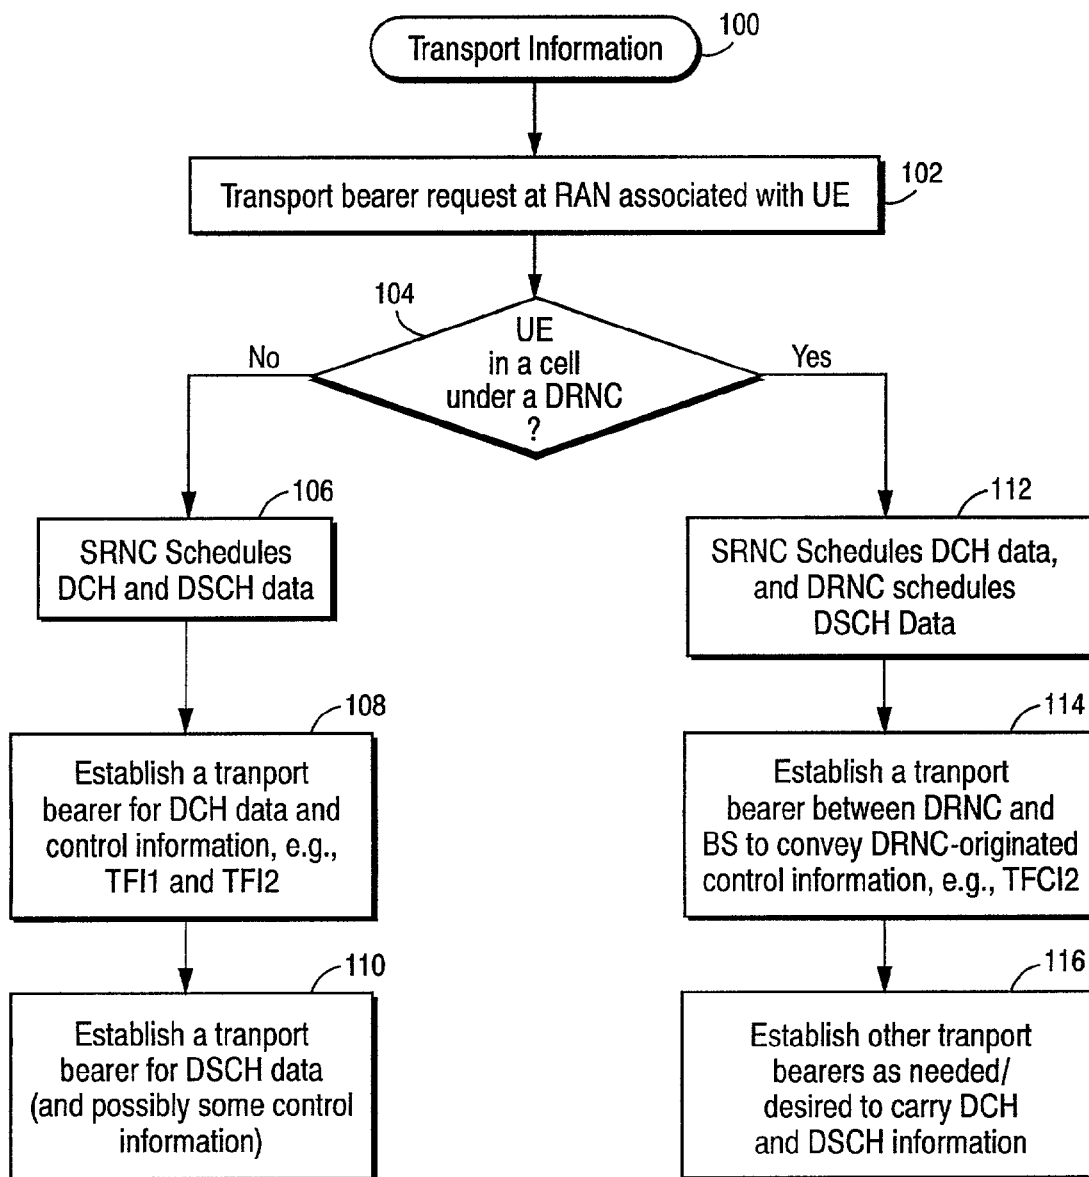 Transport Information
100
Transport bearer request at RAN associated with UE
102
104
UE
in a cell
under a DRNC
?
No
Yes
106
SRNC Schedules
DCH and DSCH data
112
SRNC Schedules DCH data,
and DRNC schedules
DSCH Data
108
Establish a tranport
bearer for DCH data and
control information, e.g.,
TFI1 and TFI2
114
Establish a tranport
bearer between DRNC and
BS to convey DRNC-originated
control information, e.g., TFCI2
110
Establish a tranport
bearer for DSCH data
(and possibly some control
information)
116
Establish other tranport
bearers as needed/
desired to carry DCH
and DSCH information